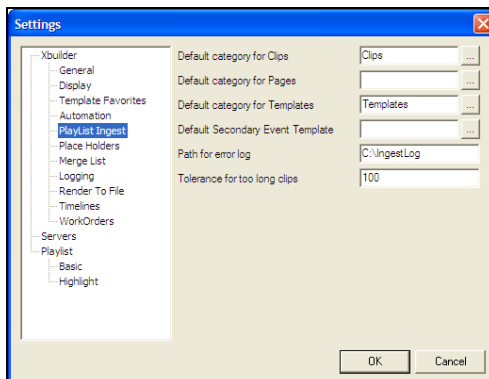 Settings
Xbuilder
General
Display
Template Favorites
Automation
PlayList Ingest
Place Holders
Merge List
Logging
Render To File
Timelines
WorkOrders
Servers
Playlist
Basic
Highlight
Default category for Clips
Clips
...
Default category for Pages
...
Default category for Templates
Templates
...
Default Secondary Event Template
...
Path for error log
C:\IngestLog
Tolerance for too long clips
100
OK
Cancel